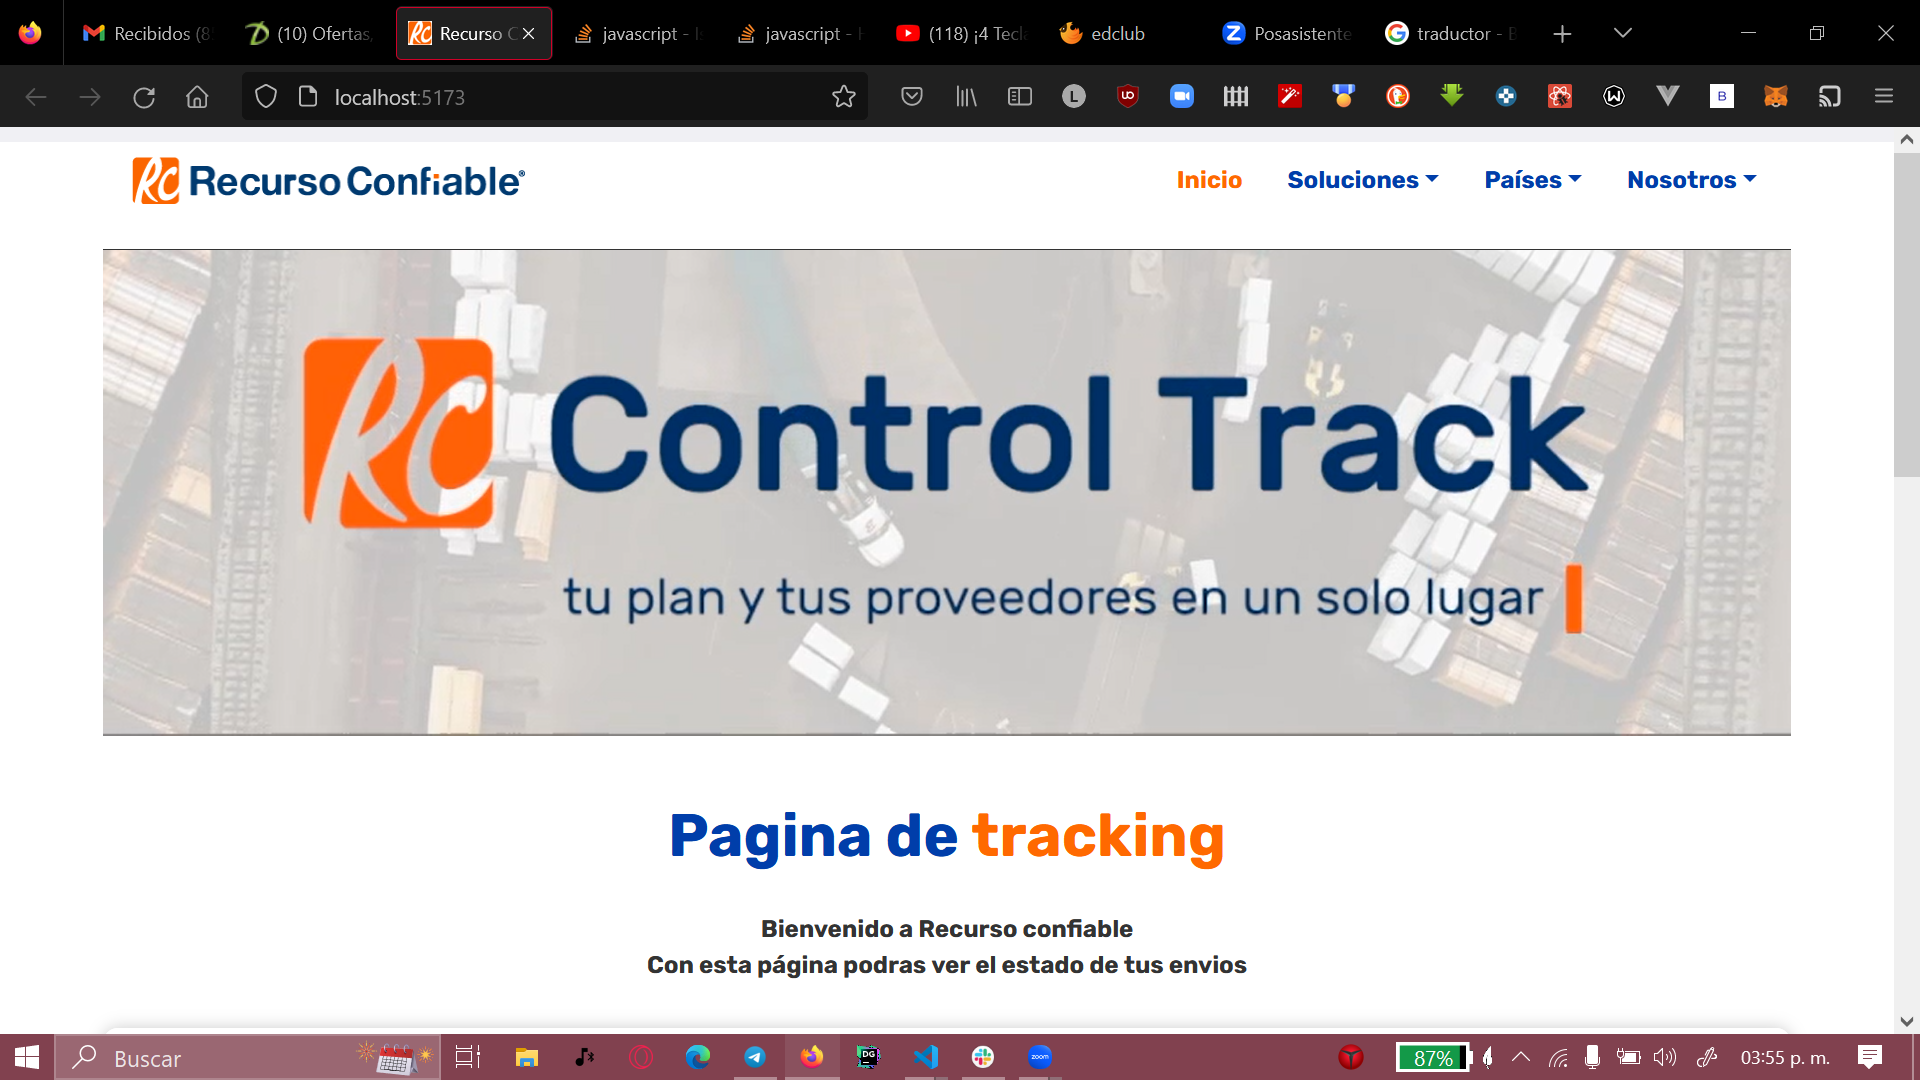 Recibidos (8
(10) Ofertas,
Recurso C
javascript - I
javascript -
(118) ¡4 Tecl
edclub
Posasistente
traductor - B
localhost:5173
RC Recurso Confiable®
Inicio
Soluciones
Países
Nosotros
RC Control Track
tu plan y tus proveedores en un solo lugar
Pagina de tracking
Bienvenido a Recurso confiable
Con esta página podras ver el estado de tus envios
Buscar
DG
zoom
87%
03:55 p. m.